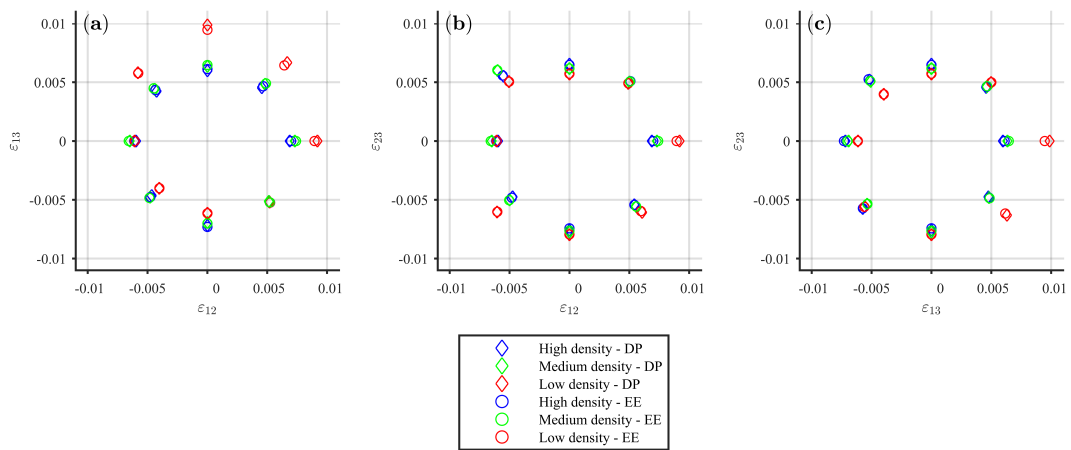 (a)
0.01
0.005
0
-0.005
-0.01
ε13
-0.01
-0.005
0
0.005
0.01
ε12
(b)
0.01
0.005
0
-0.005
-0.01
ε23
-0.01
-0.005
0
0.005
0.01
ε12
(c)
0.01
0.005
0
-0.005
-0.01
ε23
-0.01
-0.005
0
0.005
0.01
ε13
High density - DP
Medium density - DP
Low density - DP
High density - EE
Medium density - EE
Low density - EE